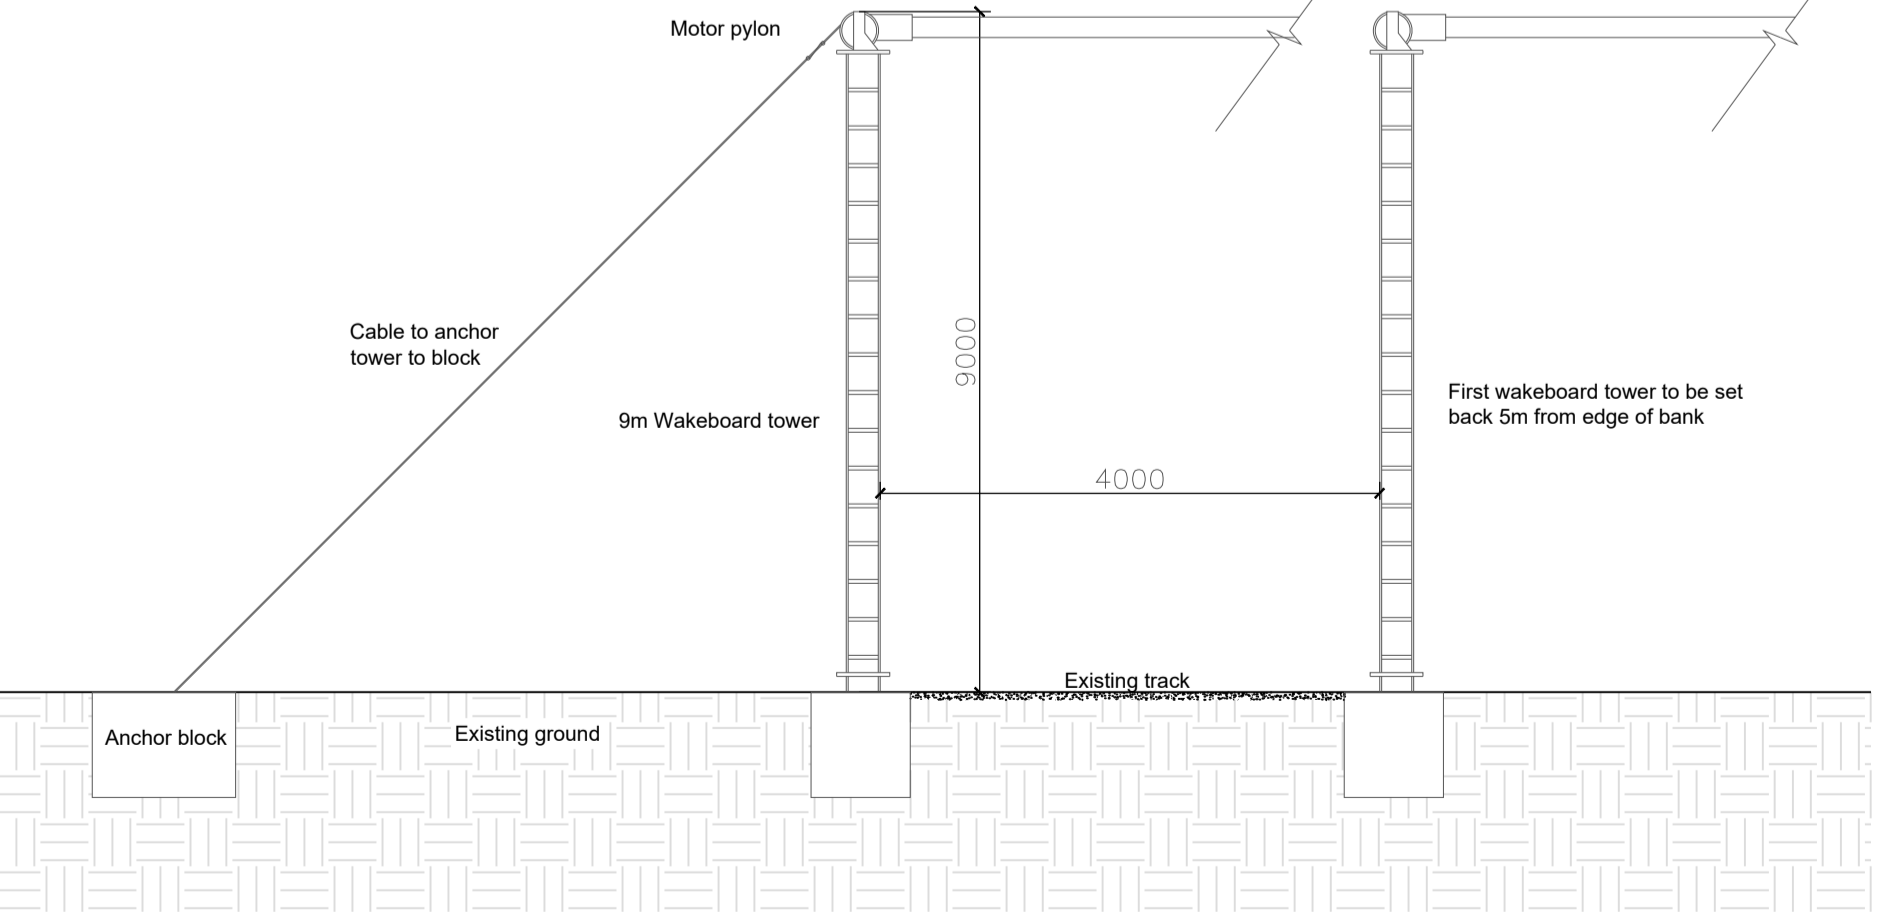 Motor pylon
Cable to anchor
tower to block
9m Wakeboard tower
9000
4000
First wakeboard tower to be set
back 5m from edge of bank
Existing track
Anchor block
Existing ground